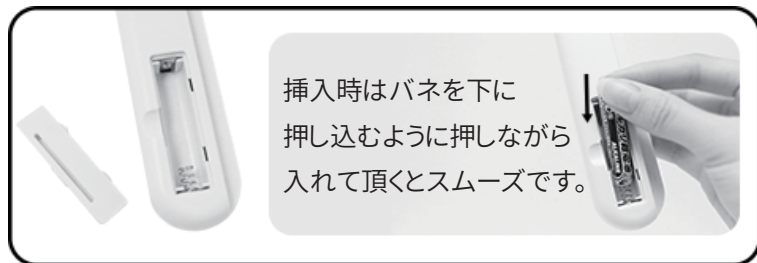 挿入時はバネを下に
押し込むように押しながら
入れて頂くとスムーズです。